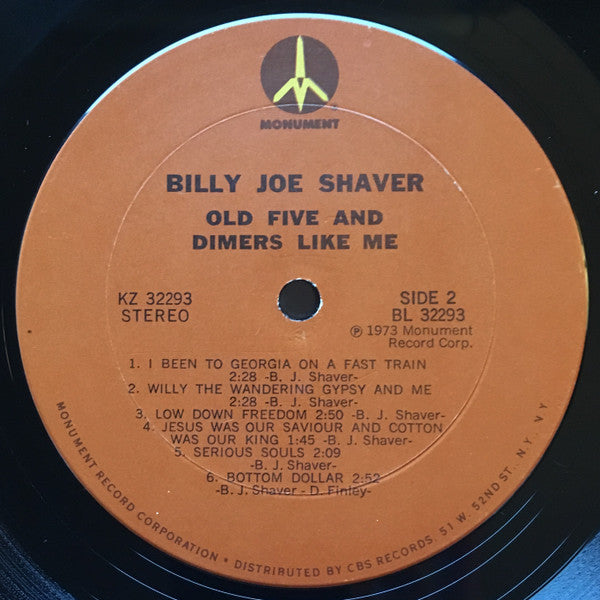 MONUMENT
BILLY JOE SHAVER
OLD FIVE AND
DIMERS LIKE ME
KZ 32293
STEREO
SIDE 2
BL 32293
℗ 1973 Monument
Record Corp.
1. I BEEN TO GEORGIA ON A FAST TRAIN
2:28 -B. J. Shaver-
2. WILLY THE WANDERING GYPSY AND ME
2:28 -B. J. Shaver-
3. LOW DOWN FREEDOM 2:50 -B. J. Shaver-
4. JESUS WAS OUR SAVIOUR AND COTTON
WAS OUR KING 1:45 -B. J. Shaver-
5. SERIOUS SOULS 2:09
-B. J. Shaver-
6. BOTTOM DOLLAR 2:52
-B. J. Shaver - D. Finley-
MONUMENT RECORD CORPORATION • DISTRIBUTED BY CBS RECORDS, 51 W. 52ND ST. N.Y. N.Y.